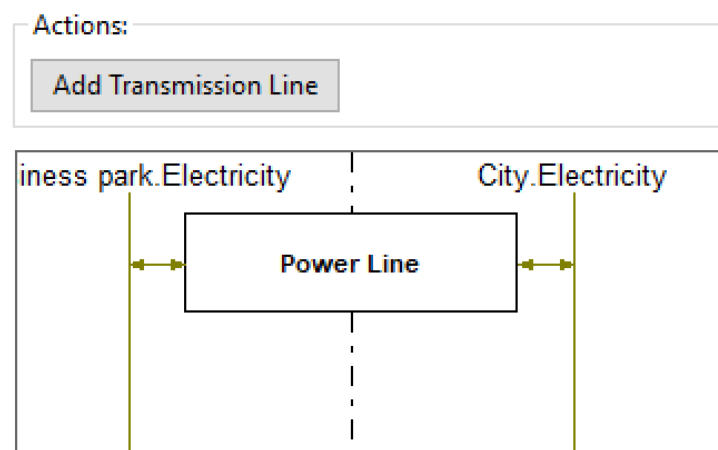 Actions:
Add Transmission Line
iness park.Electricity City.Electricity
Power Line